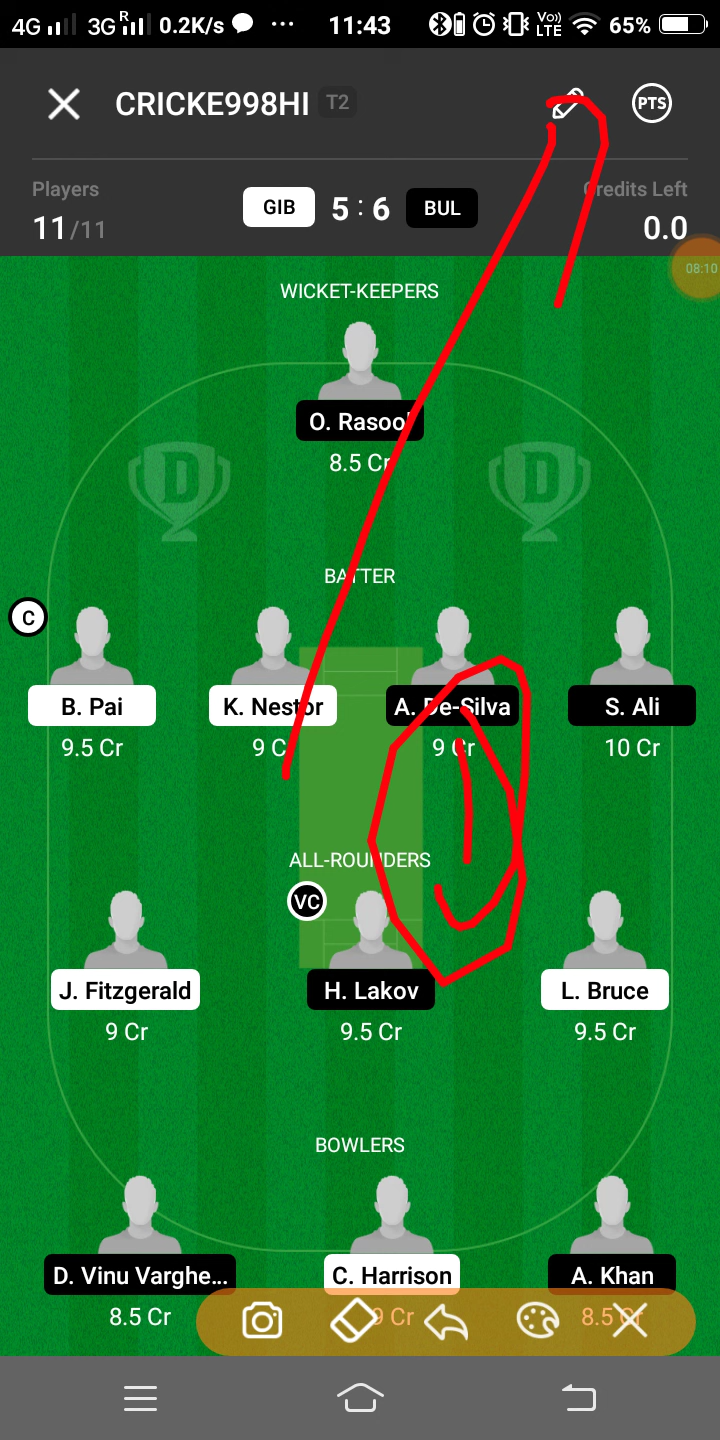 4G 3G R 0.2K/s ... 11:43 Vo)) LTE 65%
CRICKE998HI T2 PTS
Players GIB 5 : 6 BUL Credits Left
11/11 0.0
08:10
WICKET-KEEPERS
O. Rasool
8.5 Cr
D D
BATTER
C
B. Pai K. Nestor A. De-Silva S. Ali
9.5 Cr 9 Cr 9 Cr 10 Cr
ALL-ROUNDERS
VC
J. Fitzgerald H. Lakov L. Bruce
9 Cr 9.5 Cr 9.5 Cr
BOWLERS
D. Vinu Varghe... C. Harrison A. Khan
8.5 Cr 9 Cr 8.5 Cr